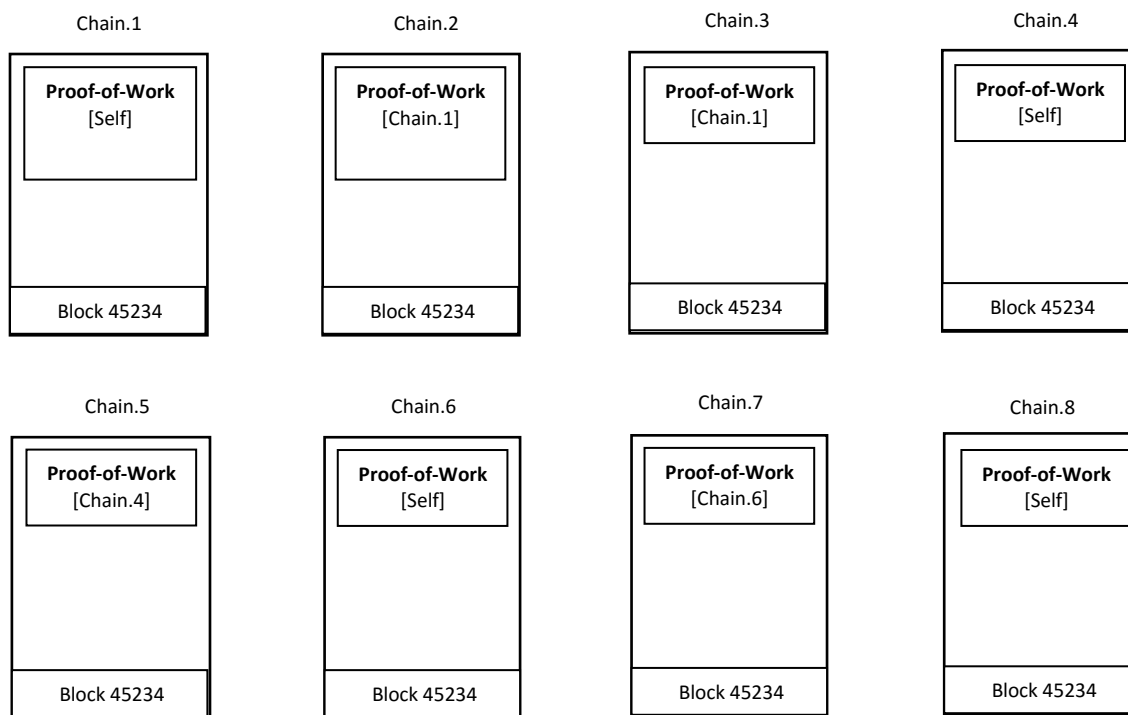 Chain.1
Chain.2
Chain.3
Chain.4
Proof-of-Work
[Self]
Proof-of-Work
[Chain.1]
Proof-of-Work
[Chain.1]
Proof-of-Work
[Self]
Block 45234
Block 45234
Block 45234
Block 45234
Chain.5
Chain.6
Chain.7
Chain.8
Proof-of-Work
[Chain.4]
Proof-of-Work
[Self]
Proof-of-Work
[Chain.6]
Proof-of-Work
[Self]
Block 45234
Block 45234
Block 45234
Block 45234